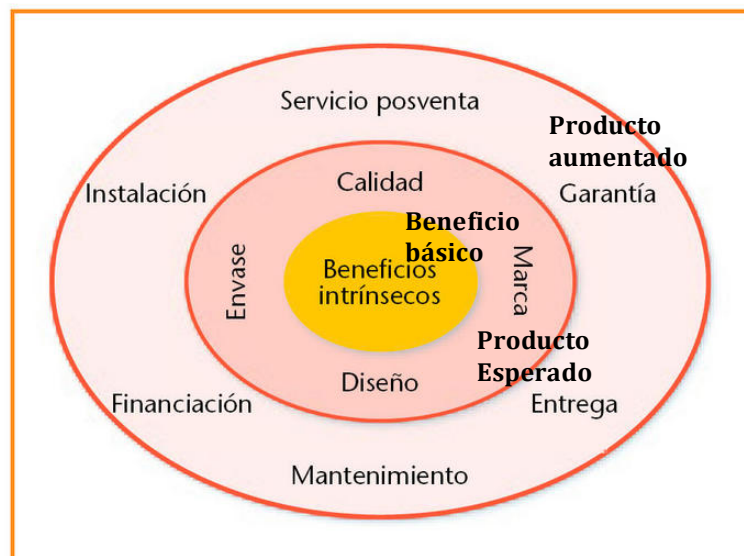 Servicio posventa
Producto
aumentado
Instalación
Calidad
Garantía
Beneficio
básico
Envase
Beneficios
intrínsecos
Marca
Producto
Esperado
Diseño
Financiación
Entrega
Mantenimiento